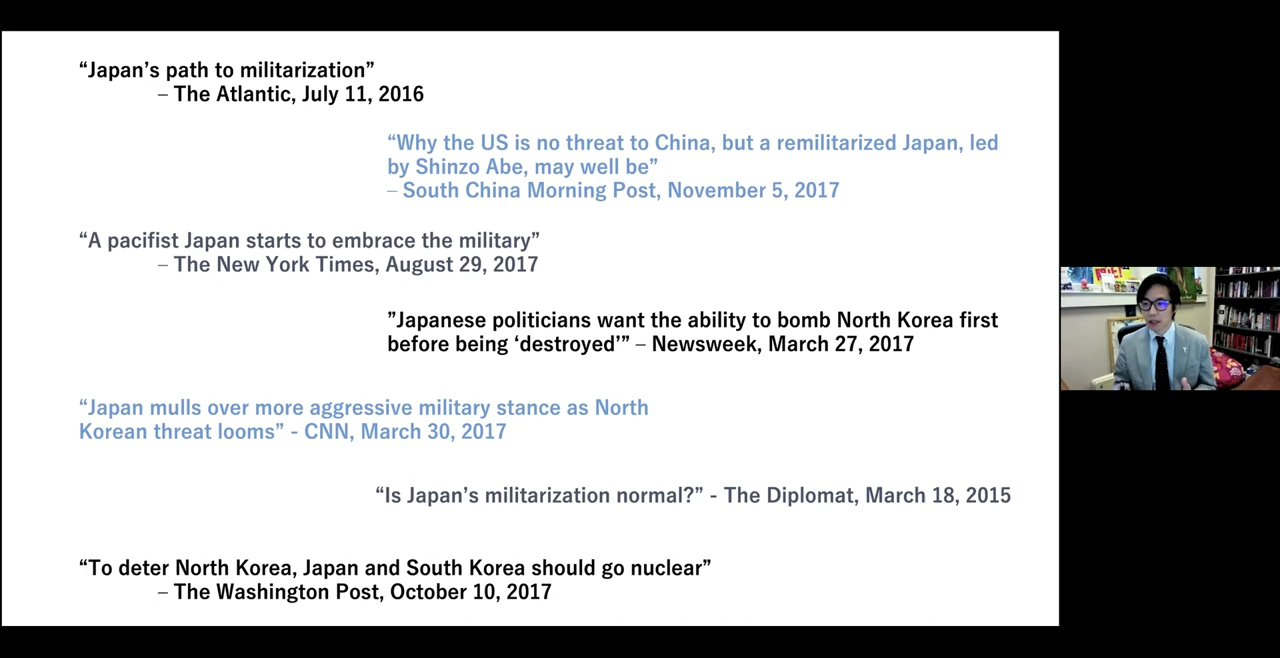 “Japan’s path to militarization”
– The Atlantic, July 11, 2016
“Why the US is no threat to China, but a remilitarized Japan, led
by Shinzo Abe, may well be”
– South China Morning Post, November 5, 2017
“A pacifist Japan starts to embrace the military”
– The New York Times, August 29, 2017
”Japanese politicians want the ability to bomb North Korea first
before being ‘destroyed’” – Newsweek, March 27, 2017
“Japan mulls over more aggressive military stance as North
Korean threat looms” - CNN, March 30, 2017
“Is Japan’s militarization normal?” - The Diplomat, March 18, 2015
“To deter North Korea, Japan and South Korea should go nuclear”
– The Washington Post, October 10, 2017